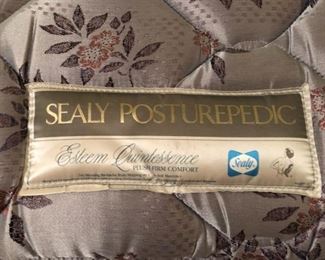 SEALY POSTUREPEDIC
Esteem Quintessence
PLUSH FIRM COMFORT
Sealy